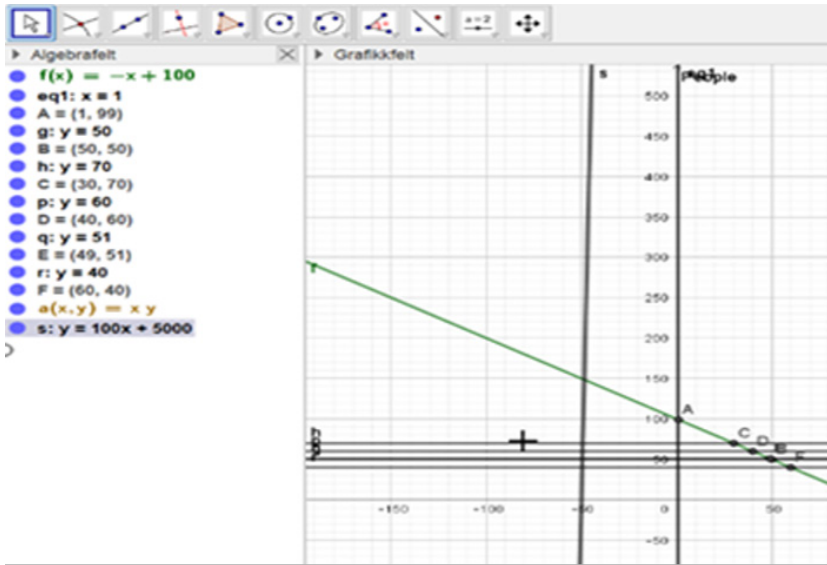 a=2
Algebrafelt
Grafikkfelt
f(x) = −x + 100
eq1: x = 1
A = (1, 99)
g: y = 50
B = (50, 50)
h: y = 70
C = (30, 70)
p: y = 60
D = (40, 60)
q: y = 51
E = (49, 51)
r: y = 40
F = (60, 40)
a(x,y) = x y
s: y = 100x + 5000
s
People
500
450
400
350
300
f
250
200
150
100
A
C
D
F
50
-150
-100
-50
0
50
-50